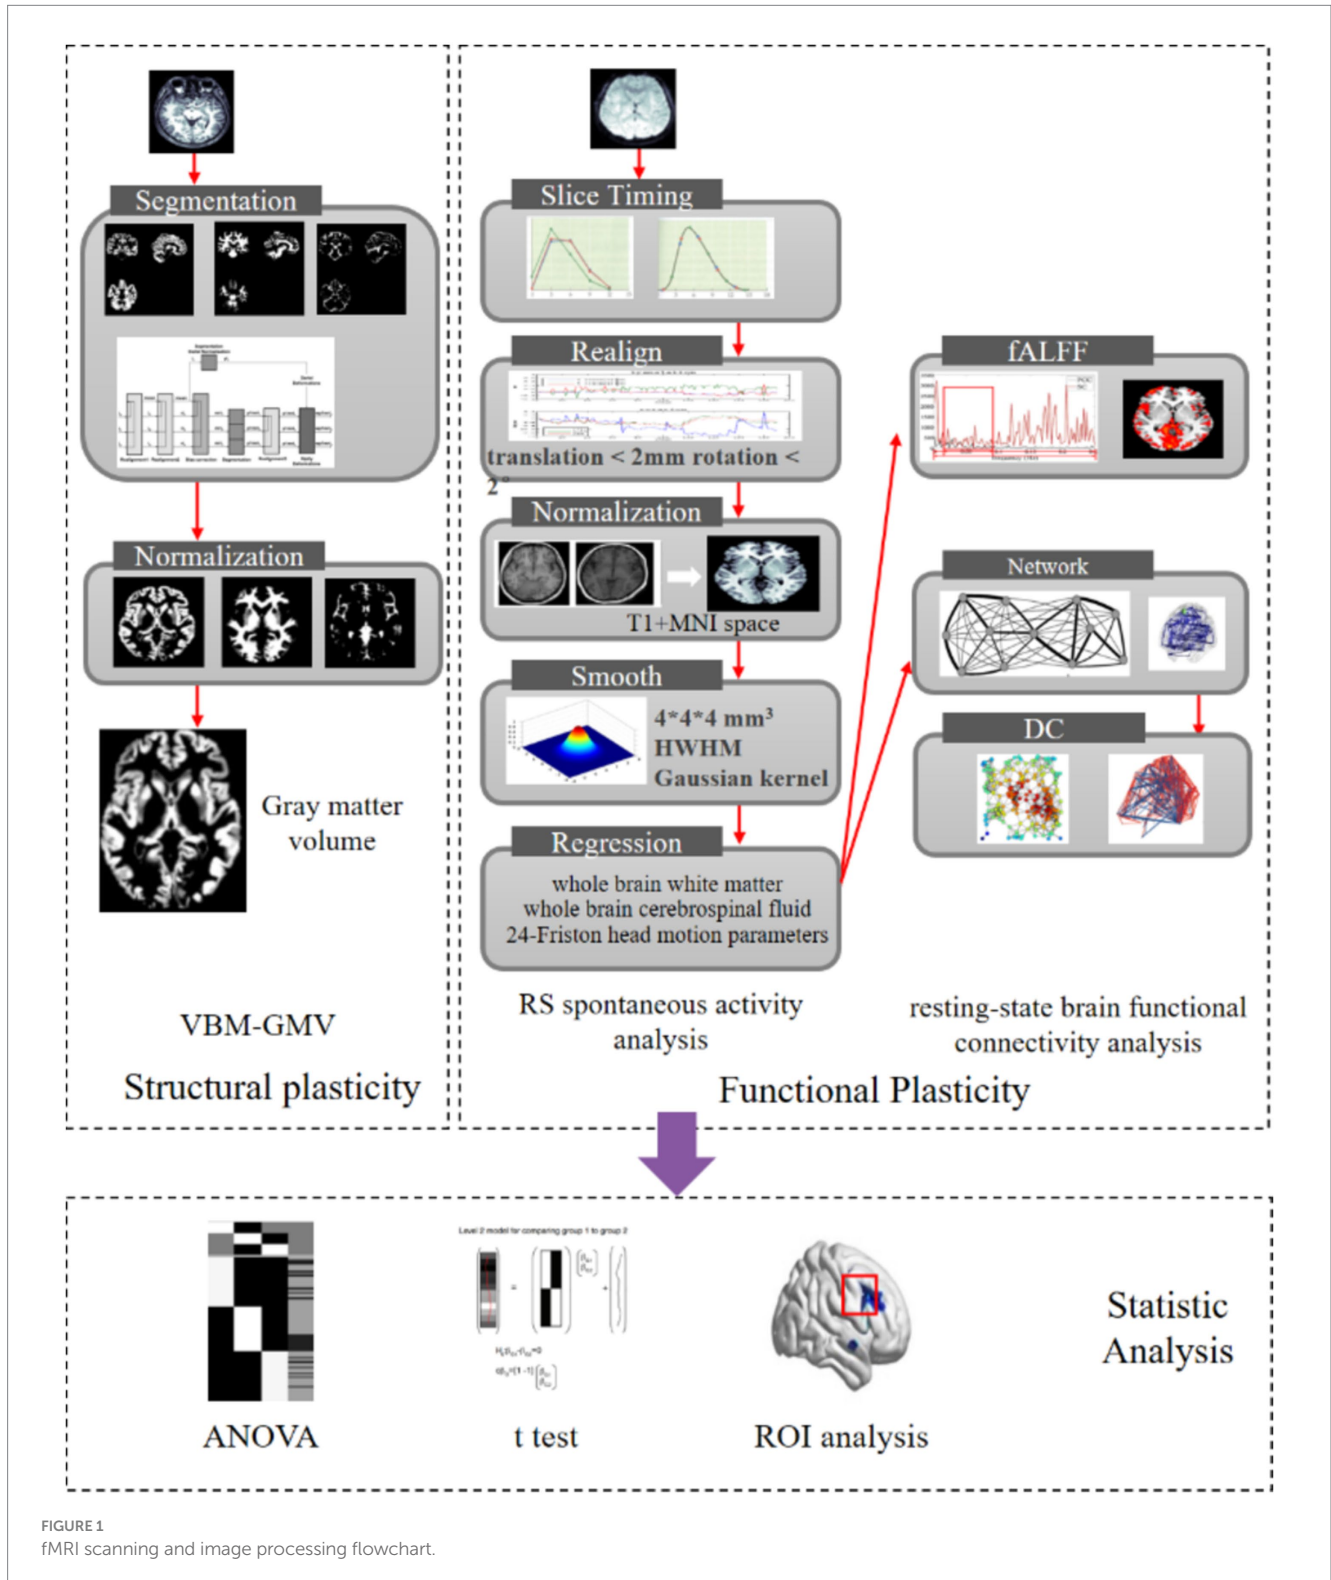 Segmentation
Normalization
Gray matter
volume
VBM-GMV
Structural plasticity
Slice Timing
Realign
translation < 2mm rotation <
2°
Normalization
T1+MNI space
Smooth
4*4*4 mm³
HWHM
Gaussian kernel
Regression
whole brain white matter
whole brain cerebrospinal fluid
24-Friston head motion parameters
RS spontaneous activity
analysis
fALFF
Network
DC
resting-state brain functional
connectivity analysis
Functional Plasticity
Level 2 model for comparing group 1 to group 2
ANOVA
t test
ROI analysis
Statistic
Analysis
FIGURE 1
fMRI scanning and image processing flowchart.